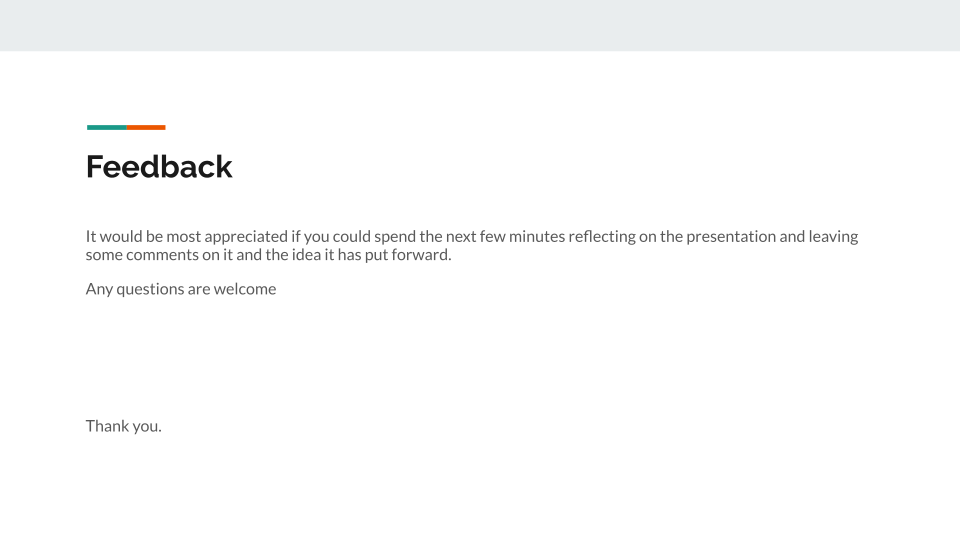 Feedback
It would be most appreciated if you could spend the next few minutes reflecting on the presentation and leaving
some comments on it and the idea it has put forward.
Any questions are welcome
Thank you.